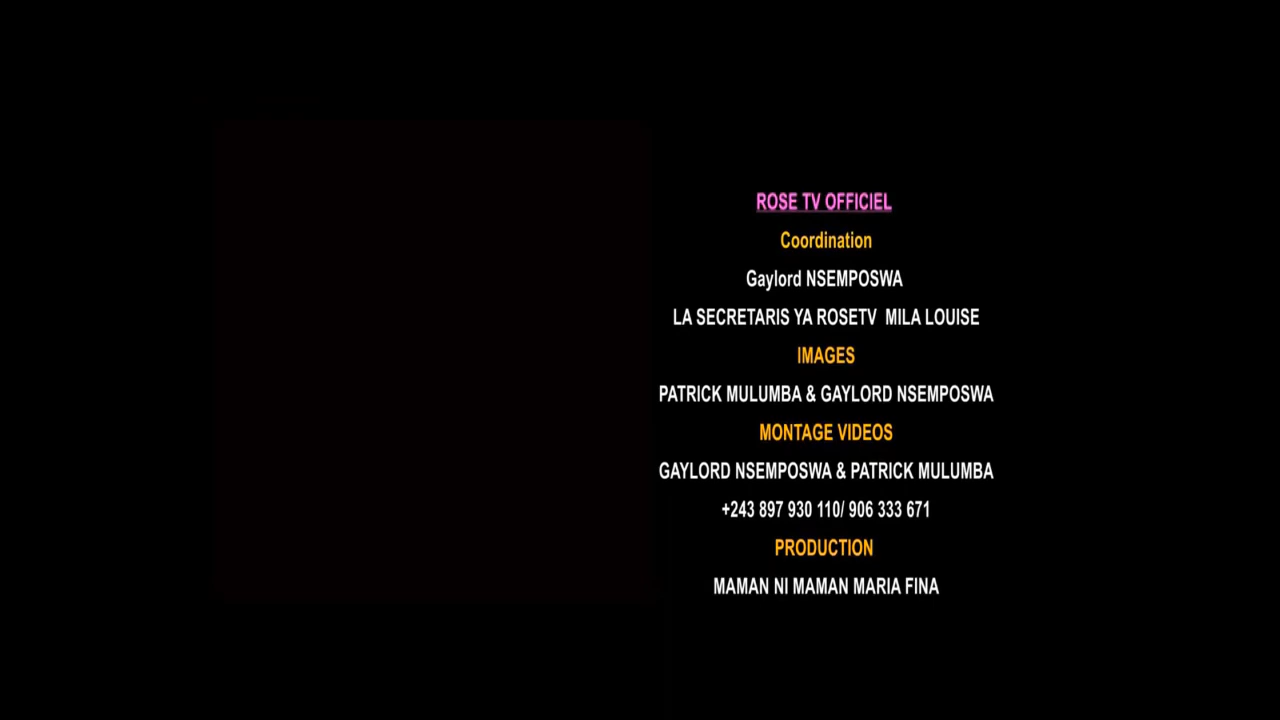 ROSE TV OFFICIEL
Coordination
Gaylord NSEMPOSWA
LA SECRETARIS YA ROSETV  MILA LOUISE
IMAGES
PATRICK MULUMBA & GAYLORD NSEMPOSWA
MONTAGE VIDEOS
GAYLORD NSEMPOSWA & PATRICK MULUMBA
+243 897 930 110/ 906 333 671
PRODUCTION
MAMAN NI MAMAN MARIA FINA